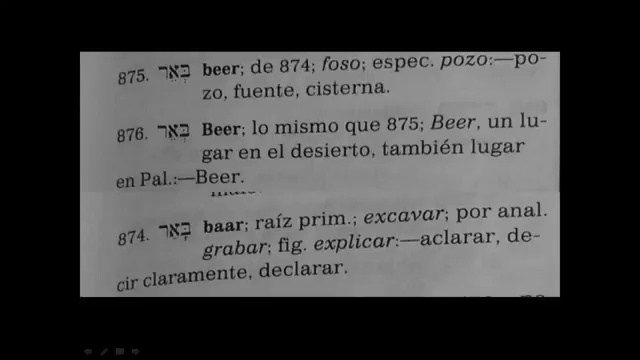 875. בְּאֵר beer; de 874; foso; espec. pozo:—po-
zo, fuente, cisterna.
876. בְּאֵר Beer; lo mismo que 875; Beer, un lu-
gar en el desierto, también lugar
en Pal.:—Beer.
874. בָּאַר baar; raíz prim.; excavar; por anal.
grabar; fig. explicar:—aclarar, de-
cir claramente, declarar.